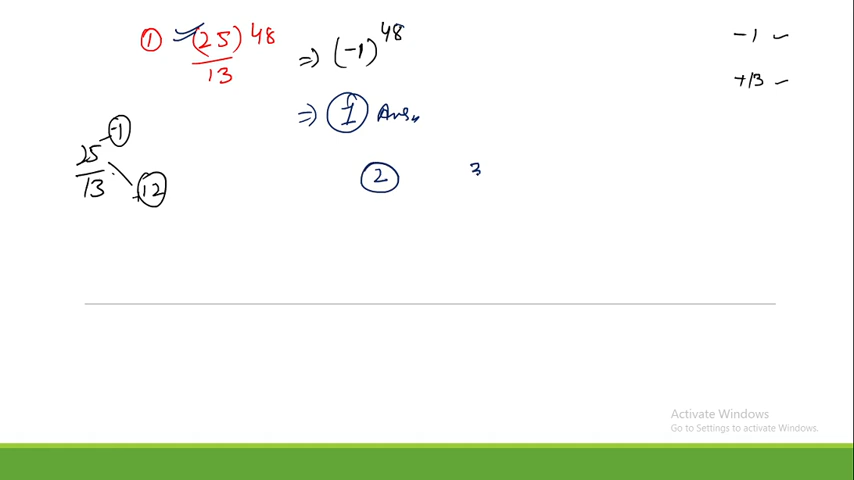 ① (25)^48 / 13 => (-1)^48
=> 1 Ans.
25 / 13
-1
+12
② 3
-1
+13
Activate Windows
Go to Settings to activate Windows.